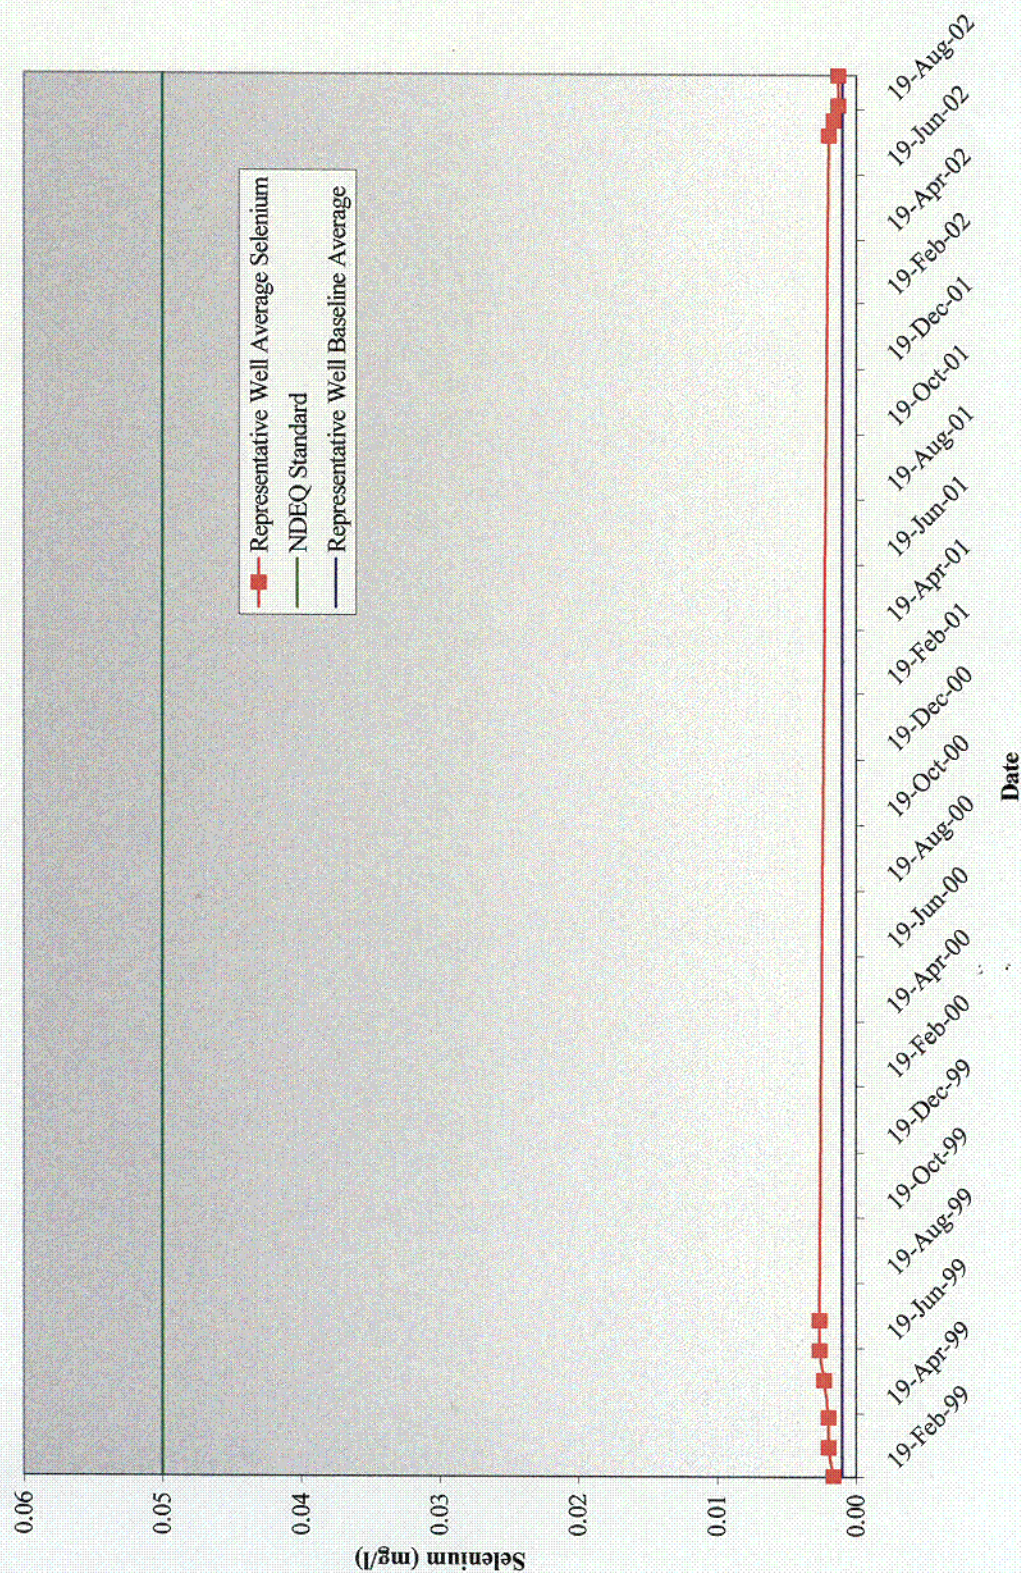 0.06
0.05
0.04
0.03
0.02
0.01
0.00
Selenium (mg/l)
Representative Well Average Selenium
NDEQ Standard
Representative Well Baseline Average
19-Feb-99
19-Apr-99
19-Jun-99
19-Aug-99
19-Oct-99
19-Dec-99
19-Feb-00
19-Apr-00
19-Jun-00
19-Aug-00
19-Oct-00
19-Dec-00
19-Feb-01
19-Apr-01
19-Jun-01
19-Aug-01
19-Oct-01
19-Dec-01
19-Feb-02
19-Apr-02
19-Jun-02
19-Aug-02
Date